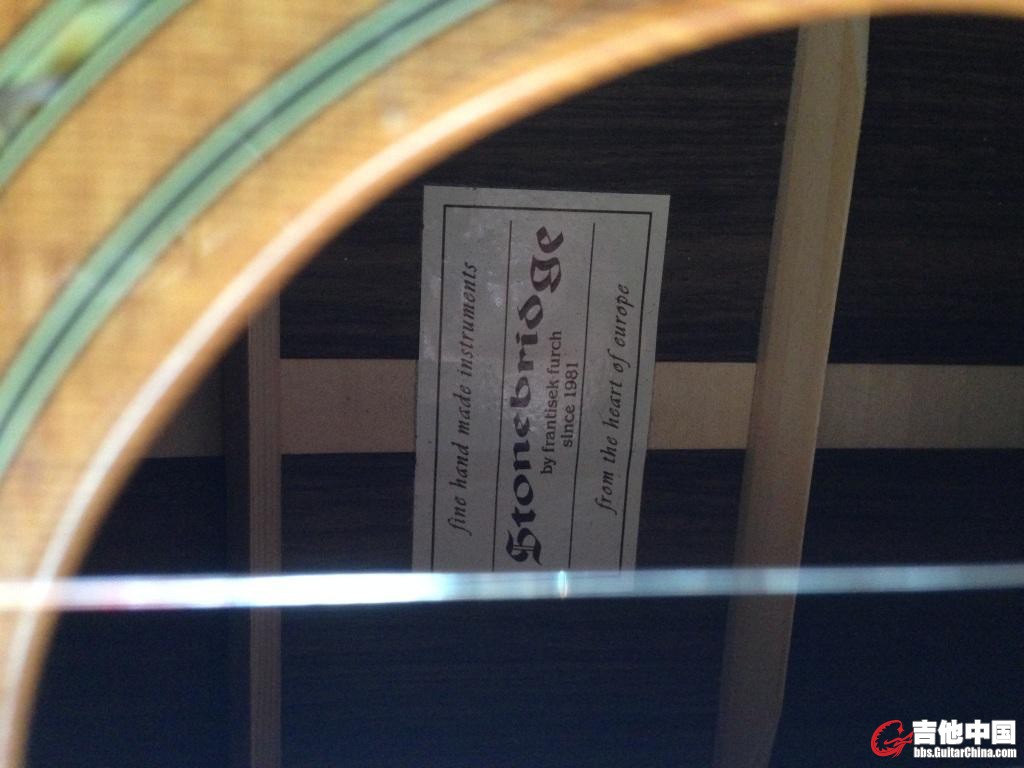 fine hand made instruments
Stonebridge
by frantisek furch
since 1981
from the heart of europe
吉他中国
bbs.GuitarChina.com